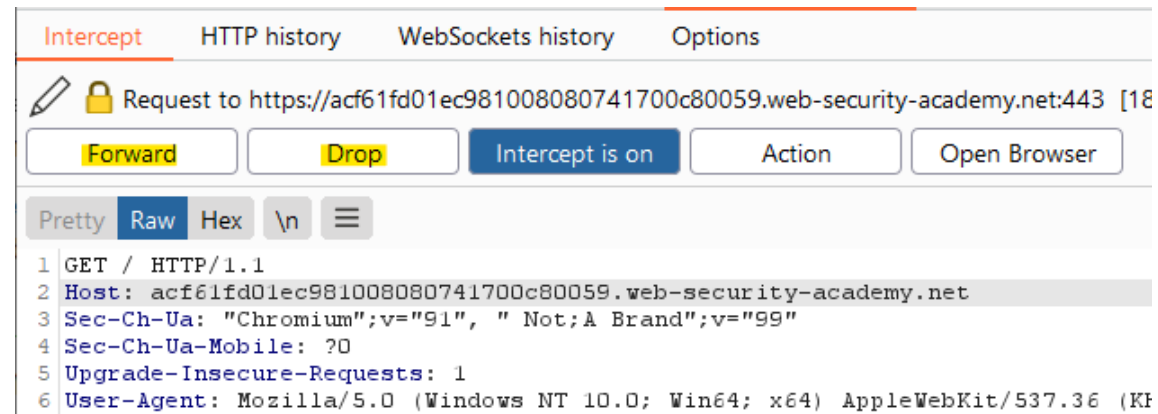 Intercept HTTP history WebSockets history Options
Request to https://acf61fd01ec981008080741700c80059.web-security-academy.net:443 [18
Forward Drop Intercept is on Action Open Browser
Pretty Raw Hex \n
1 GET / HTTP/1.1
2 Host: acf61fd01ec981008080741700c80059.web-security-academy.net
3 Sec-Ch-Ua: "Chromium";v="91", " Not;A Brand";v="99"
4 Sec-Ch-Ua-Mobile: ?0
5 Upgrade-Insecure-Requests: 1
6 User-Agent: Mozilla/5.0 (Windows NT 10.0; Win64; x64) AppleWebKit/537.36 (KH